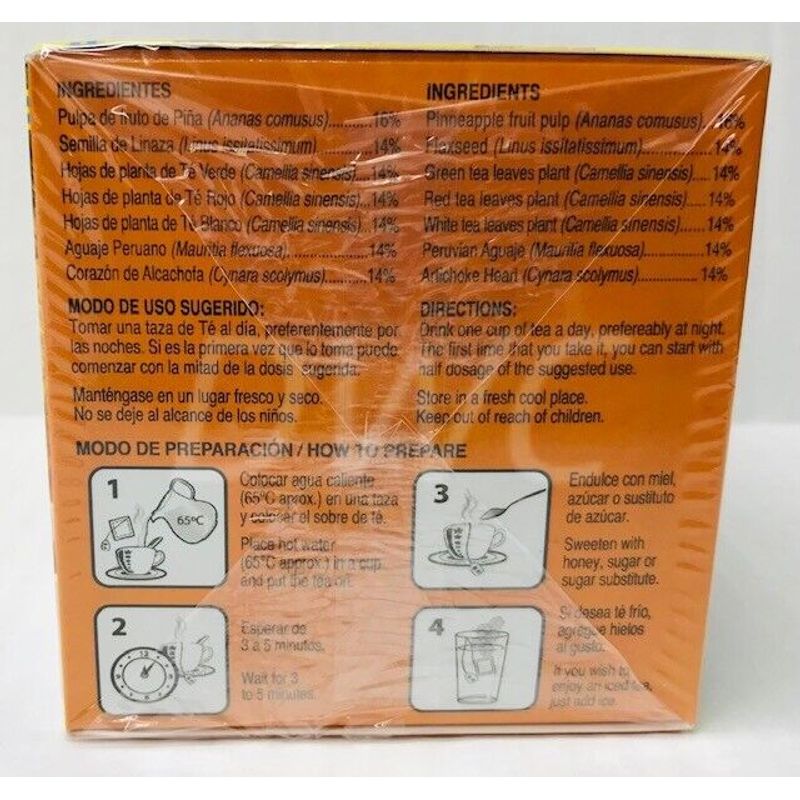 INGREDIENTES
Pulpa de fruto de Piña (Ananas comusus)..........16%
Semilla de Linaza (Linus issitatissimum)..........14%
Hojas de planta de Té Verde (Camellia sinensis)....14%
Hojas de planta de Té Rojo (Camellia sinensis)....14%
Hojas de planta de Té Blanco (Camellia sinensis)..14%
Aguaje Peruano (Mauritia flexuosa)..................14%
Corazón de Alcachofa (Cynara scolymus)..........14%
MODO DE USO SUGERIDO:
Tomar una taza de Té al día, preferentemente por
las noches. Si es la primera vez que lo toma puede
comenzar con la mitad de la dosis sugerida.
Manténgase en un lugar fresco y seco.
No se deje al alcance de los niños.
INGREDIENTS
Pinneapple fruit pulp (Ananas comusus)...16%
Flaxseed (Linus issitatissimum)..............14%
Green tea leaves plant (Camellia sinensis)....14%
Red tea leaves plant (Camellia sinensis).....14%
White tea leaves plant (Camellia sinensis)...14%
Peruvian Aguaje (Mauritia flexuosa)............14%
Artichoke Heart (Cynara scolymus)............14%
DIRECTIONS:
Drink one cup of tea a day, prefereably at night.
The first time that you take it, you can start with
half dosage of the suggested use.
Store in a fresh cool place.
Keep out of reach of children.
MODO DE PREPARACIÓN / HOW TO PREPARE
1
65ºC
Colocar agua caliente
(65ºC aprox.) en una taza
y colocar el sobre de té.
Place hot water
(65°C approx.) in a cup
and put the tea on.
2
12
Esperar de
3 a 5 minutos.
Wait for 3
to 5 minutes.
3
Endulce con miel,
azúcar o sustituto
de azúcar.
Sweeten with
honey, sugar or
sugar substitute.
4
Si desea té frío,
agregue hielos
al gusto.
If you wish to
enjoy an iced tea,
just add ice.